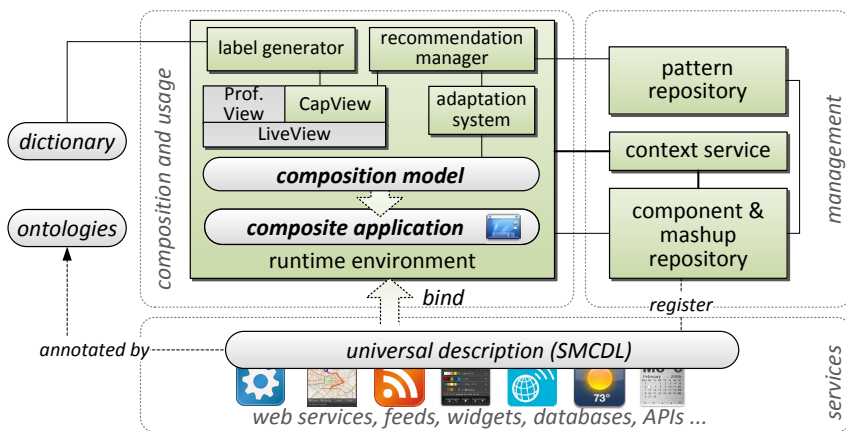 composition and usage
label generator
recommendation
manager
Prof.
View
CapView
LiveView
adaptation
system
composition model
composite application
runtime environment
dictionary
ontologies
pattern
repository
context service
component &
mashup
repository
management
bind
register
annotated by
universal description (SMCDL)
73°
web services, feeds, widgets, databases, APIs ...
services